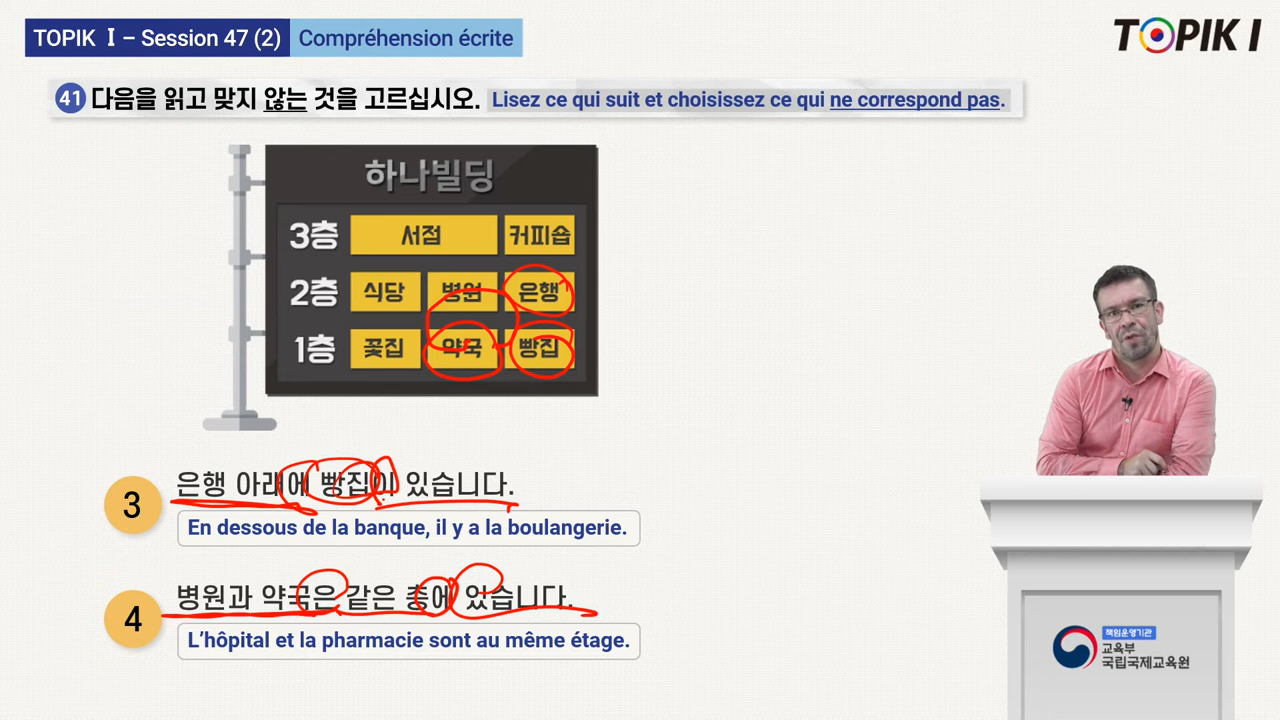 TOPIK Ⅰ – Session 47 (2) Compréhension écrite
TOPIK I
41 다음을 읽고 맞지 않는 것을 고르십시오. Lisez ce qui suit et choisissez ce qui ne correspond pas.
하나빌딩
3층 서점 커피숍
2층 식당 병원 은행
1층 꽃집 약국 빵집
3 은행 아래에 빵집이 있습니다.
En dessous de la banque, il y a la boulangerie.
4 병원과 약국은 같은 층에 있습니다.
L’hôpital et la pharmacie sont au même étage.
책임운영기관
교육부
국립국제교육원